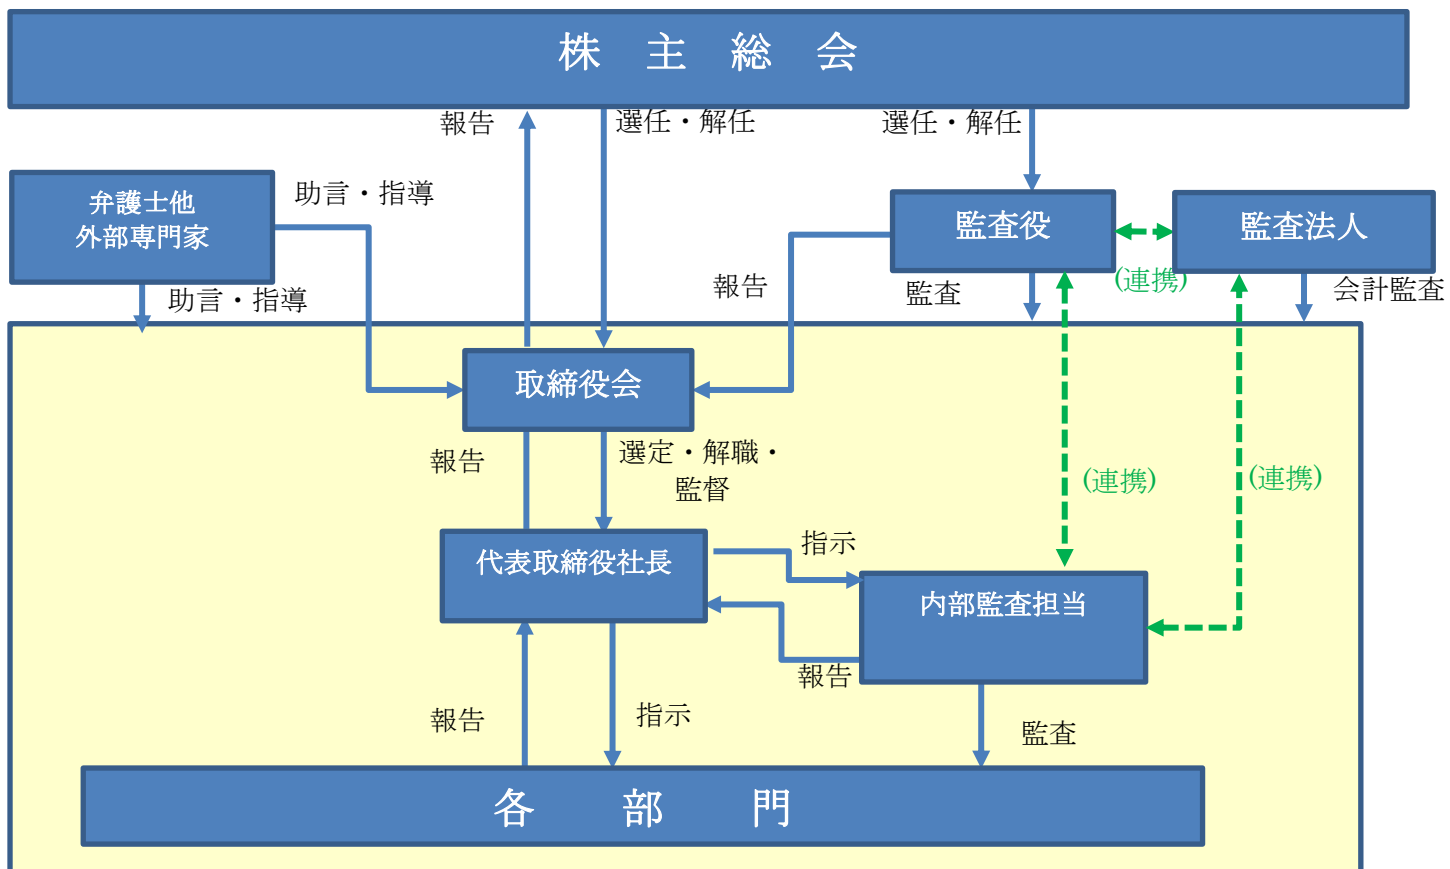 株　主　総　会
報告
選任・解任
選任・解任
弁護士他
外部専門家
助言・指導
助言・指導
監査役
監査法人
(連携)
報告
監査
会計監査
取締役会
報告
選定・解職・
監督
(連携)
(連携)
代表取締役社長
指示
内部監査担当
報告
報告
指示
監査
各　部　門